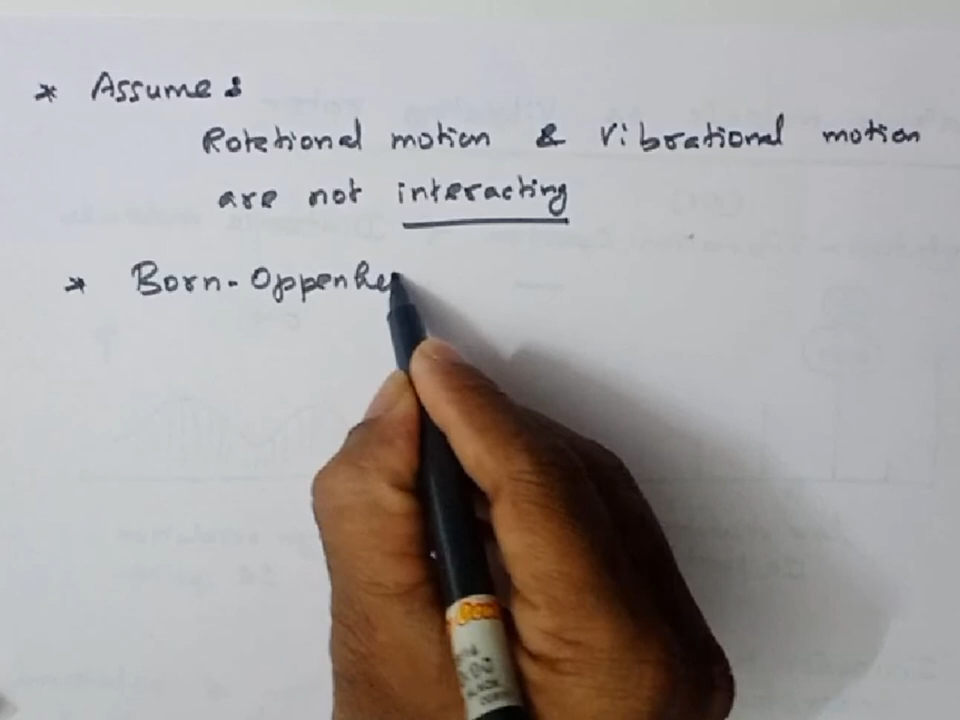 * Assume:
Rotational motion & Vibrational motion
are not interacting
* Born-Oppenhe